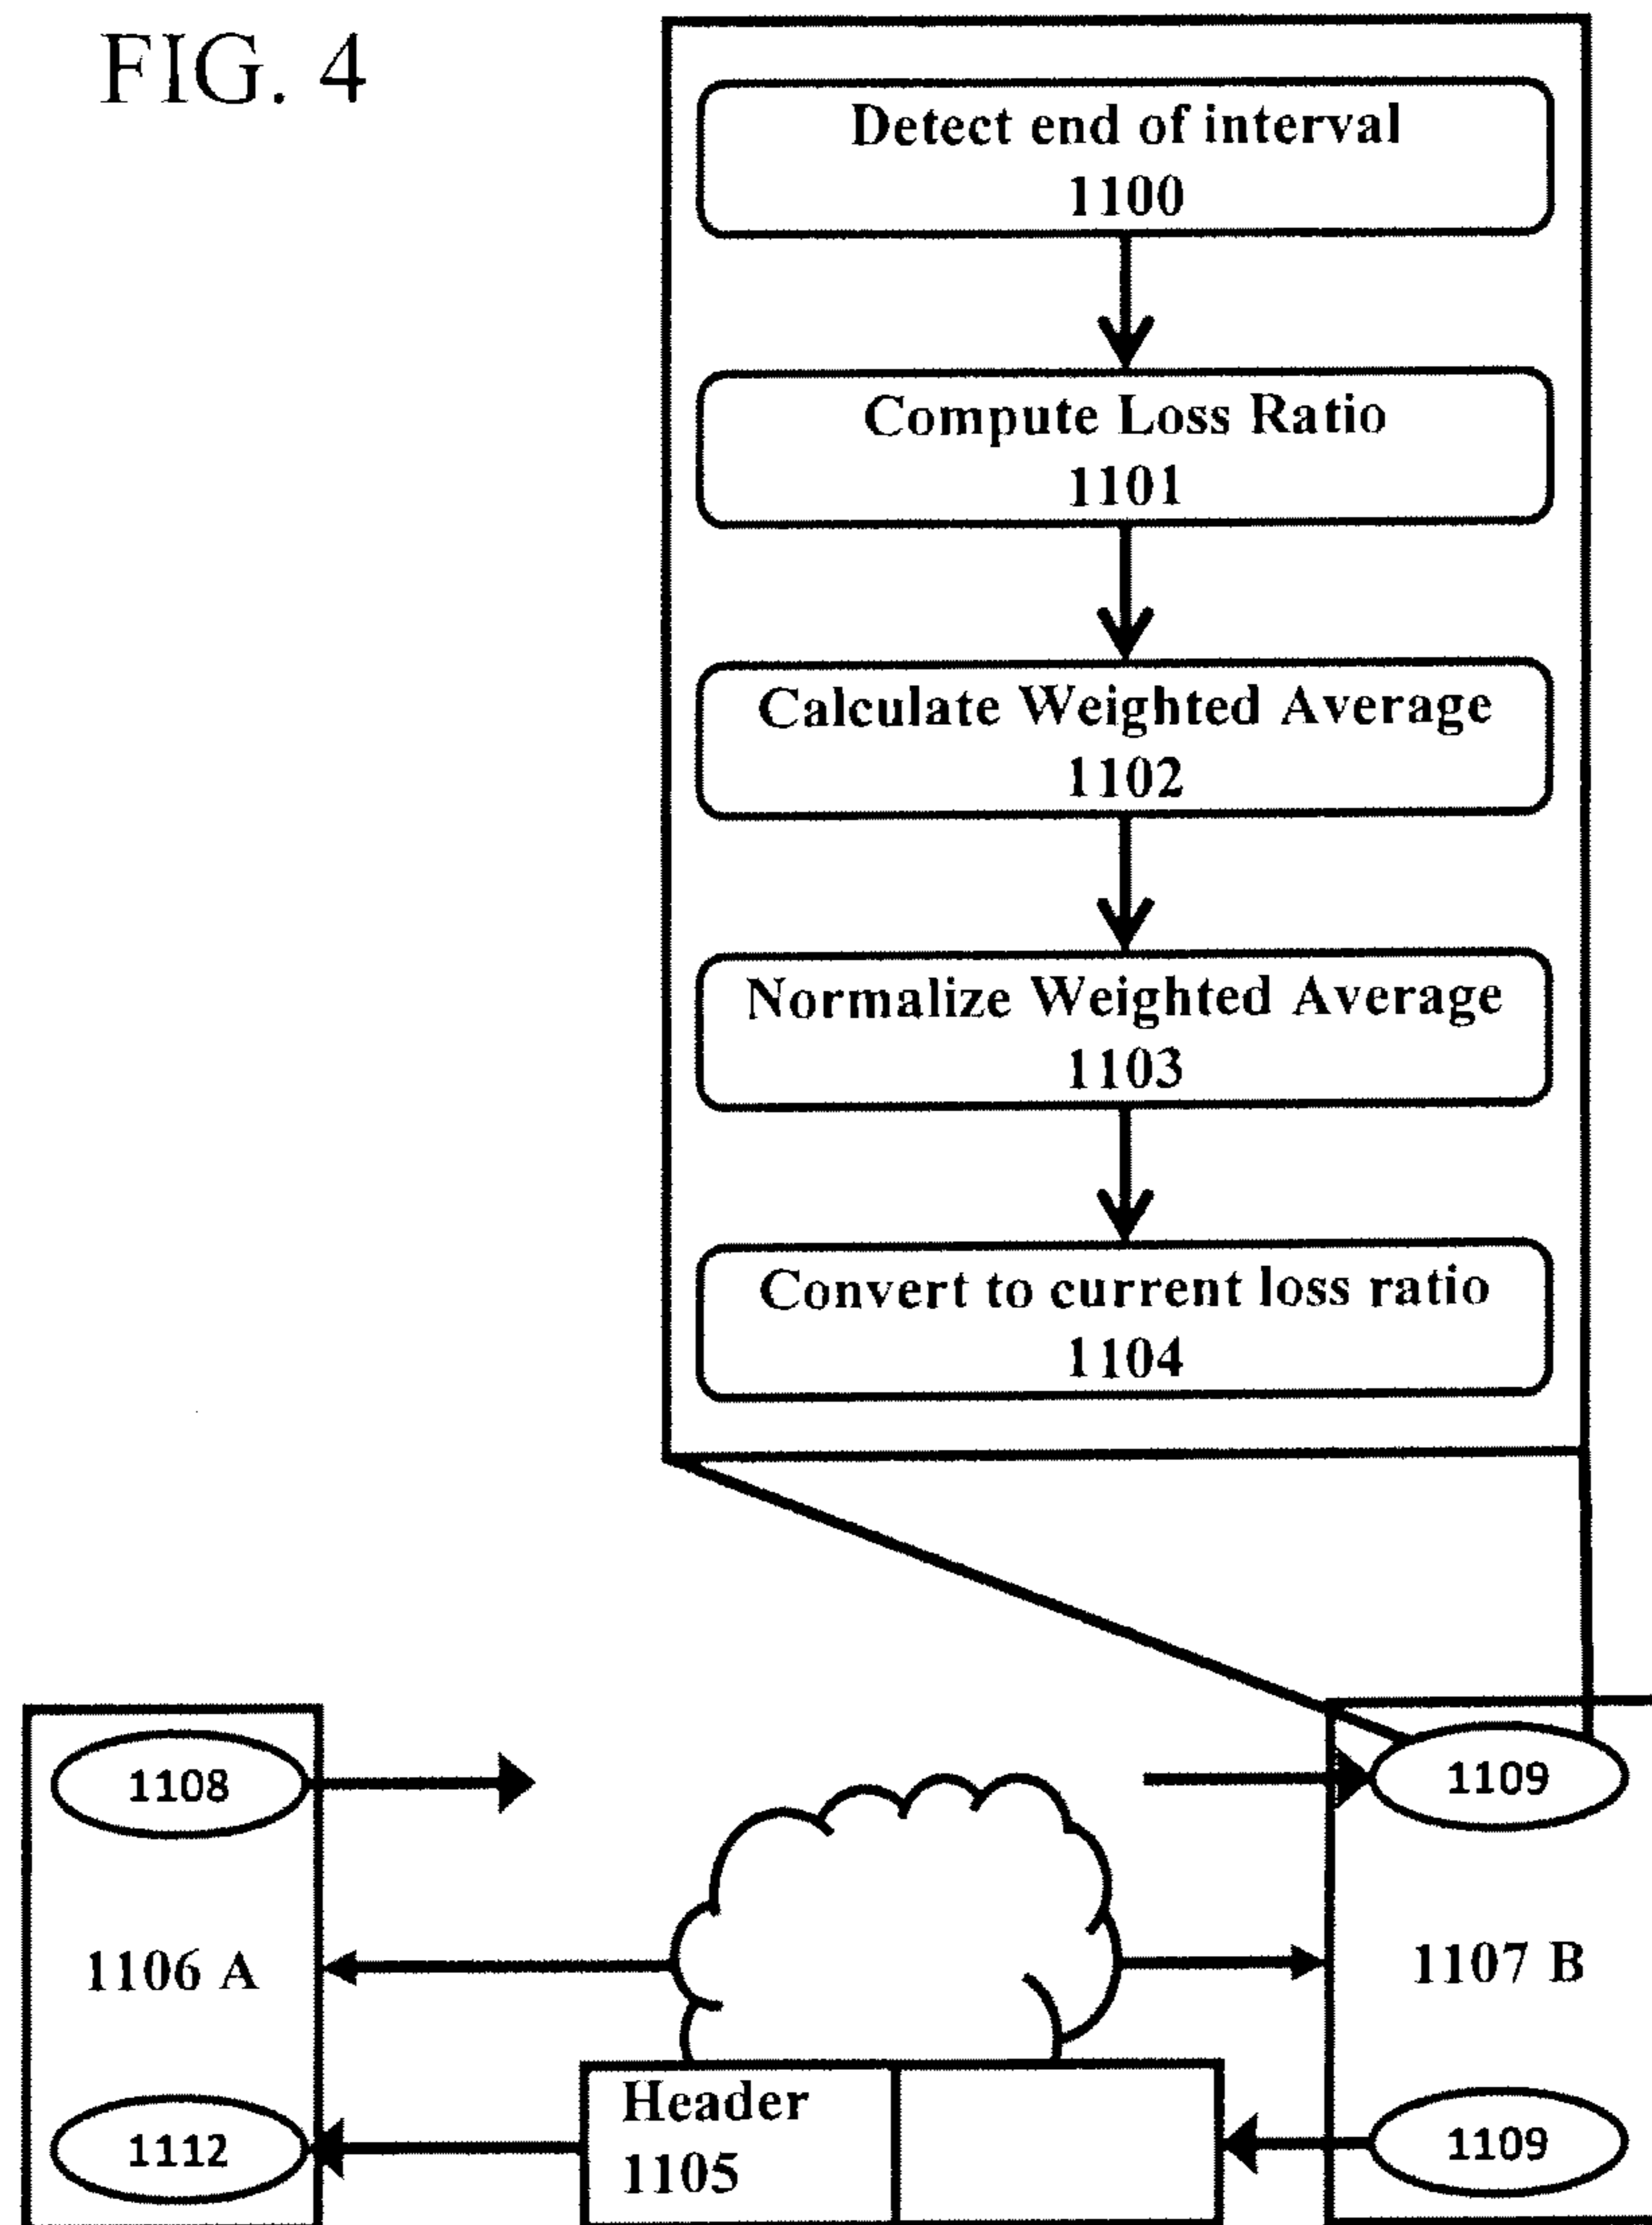 FIG. 4
Detect end of interval
1100
Compute Loss Ratio
1101
Calculate Weighted Average
1102
Normalize Weighted Average
1103
Convert to current loss ratio
1104
1108
1109
1106 A
1107 B
Header
1105
1112
1109